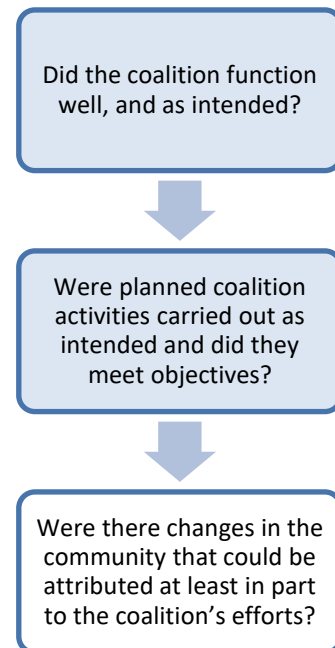 Did the coalition function
well, and as intended?
Were planned coalition
activities carried out as
intended and did they
meet objectives?
Were there changes in the
community that could be
attributed at least in part
to the coalition’s efforts?